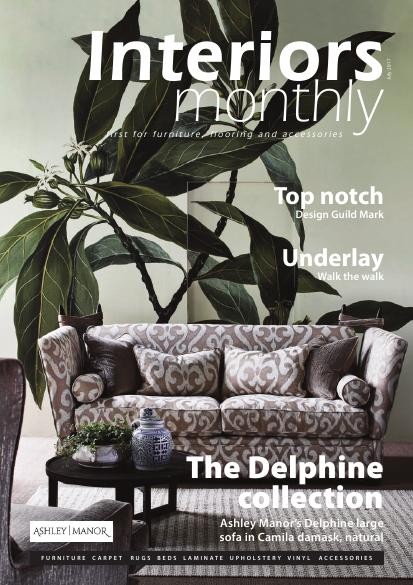 Interiors
monthly
July 2017
first for furniture, flooring and accessories
Top notch
Design Guild Mark
Underlay
Walk the walk
The Delphine
collection
Ashley Manor's Delphine large
sofa in Camila damask, natural
ASHLEY MANOR
FURNITURE CARPET RUGS BEDS LAMINATE UPHOLSTERY VINYL ACCESSORIES